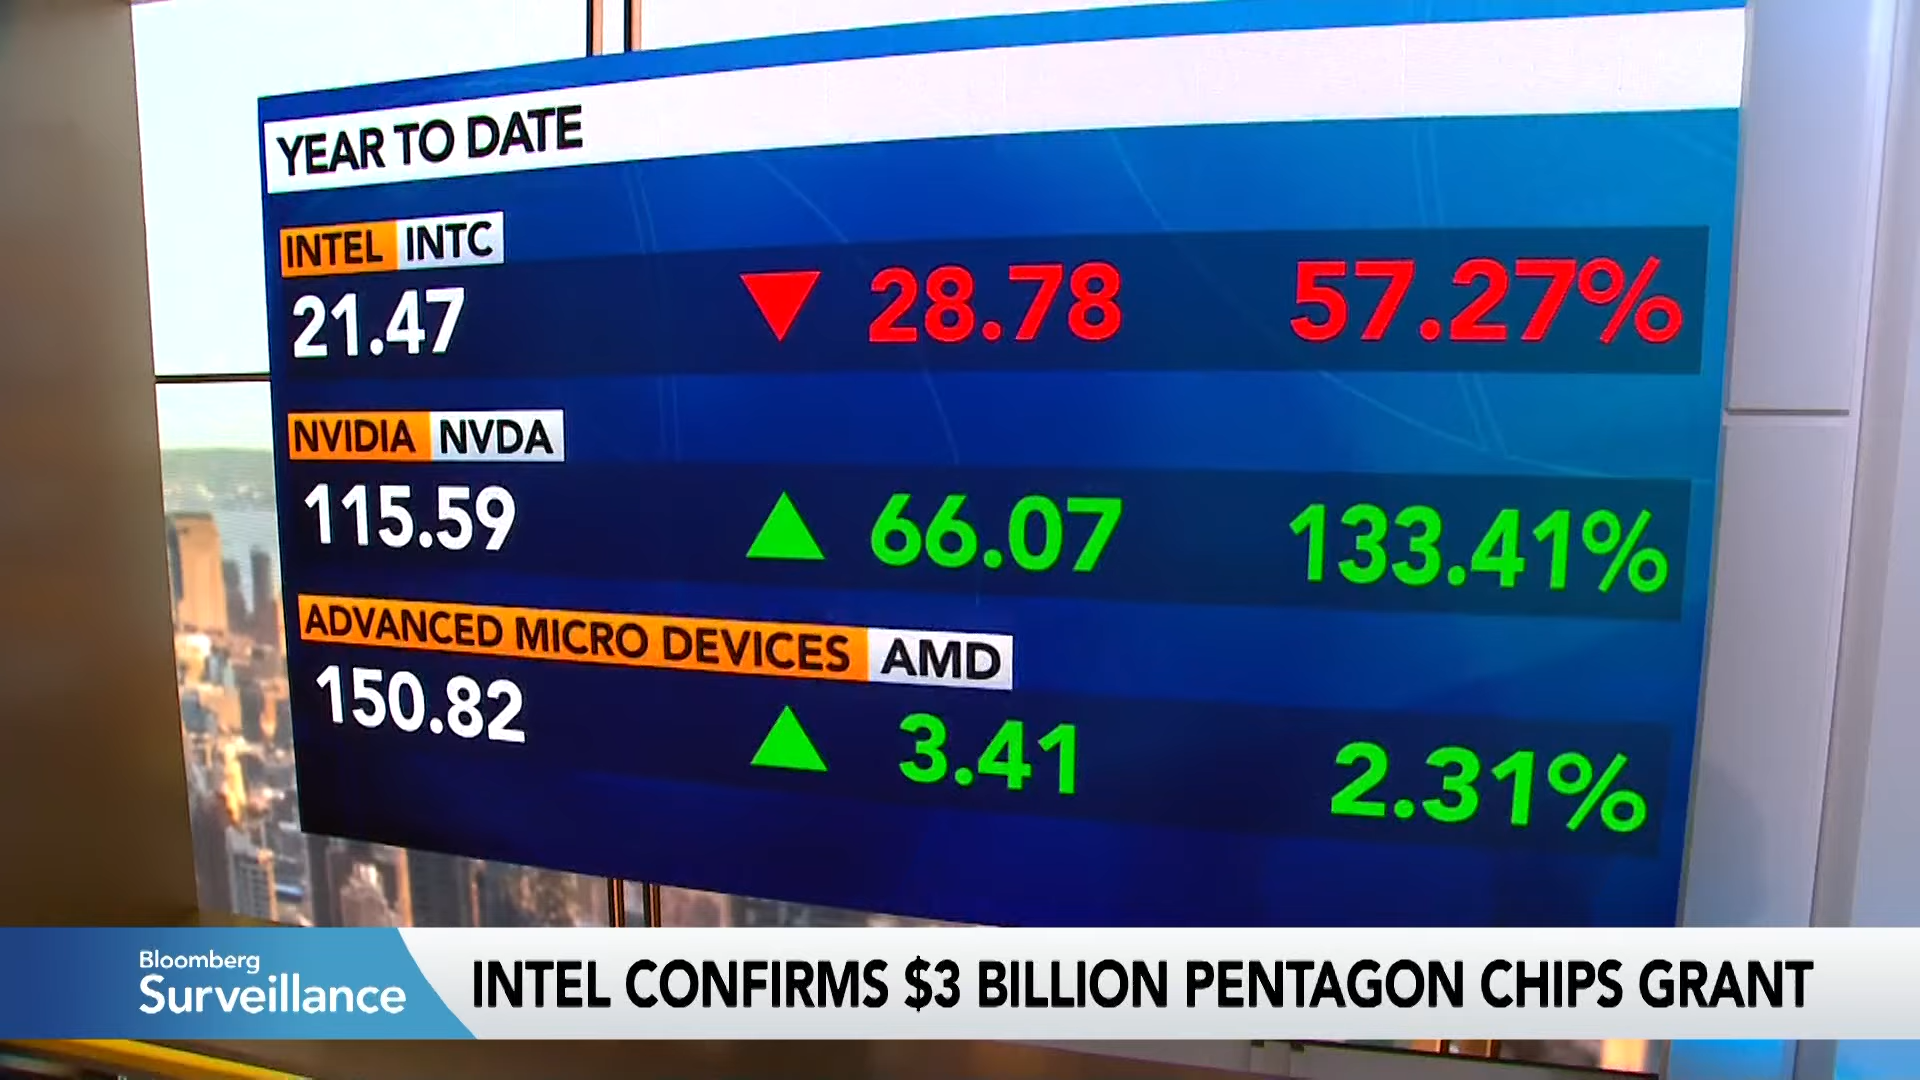 YEAR TO DATE
INTEL INTC
21.47 ▼ 28.78 57.27%
NVIDIA NVDA
115.59 ▲ 66.07 133.41%
ADVANCED MICRO DEVICES AMD
150.82 ▲ 3.41 2.31%
Bloomberg
Surveillance
INTEL CONFIRMS $3 BILLION PENTAGON CHIPS GRANT